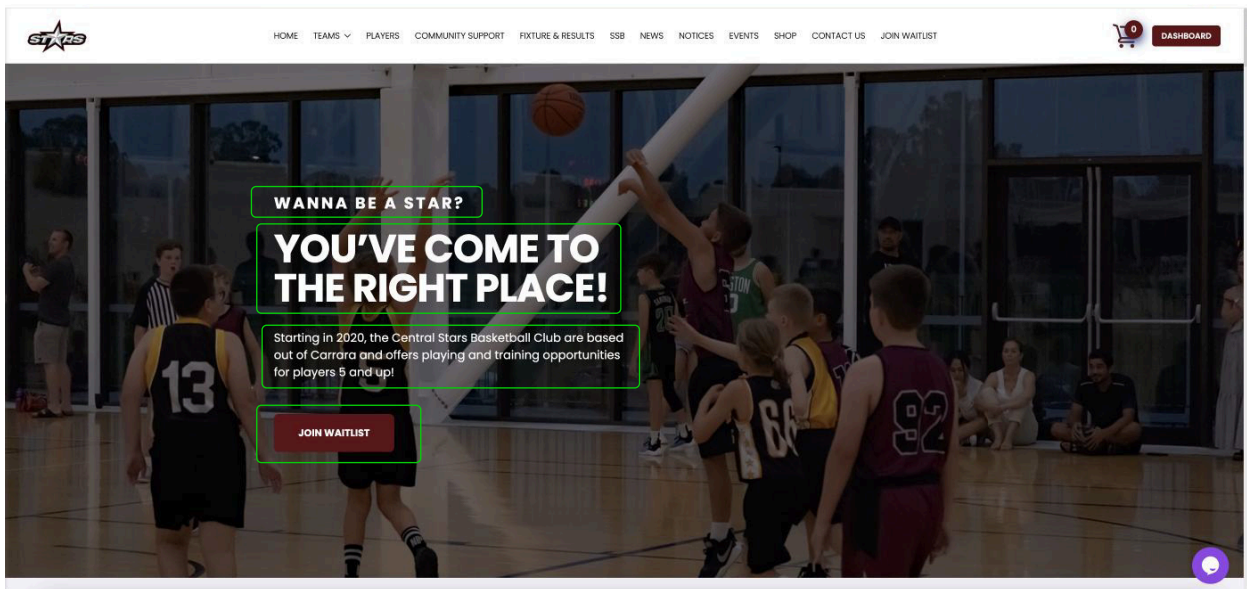 STARS
HOME TEAMS PLAYERS COMMUNITY SUPPORT FIXTURE & RESULTS SSB NEWS NOTICES EVENTS SHOP CONTACT US JOIN WAITLIST
0
DASHBOARD
WANNA BE A STAR?
YOU'VE COME TO
THE RIGHT PLACE!
Starting in 2020, the Central Stars Basketball Club are based
out of Carrara and offers playing and training opportunities
for players 5 and up!
JOIN WAITLIST
13
66
92